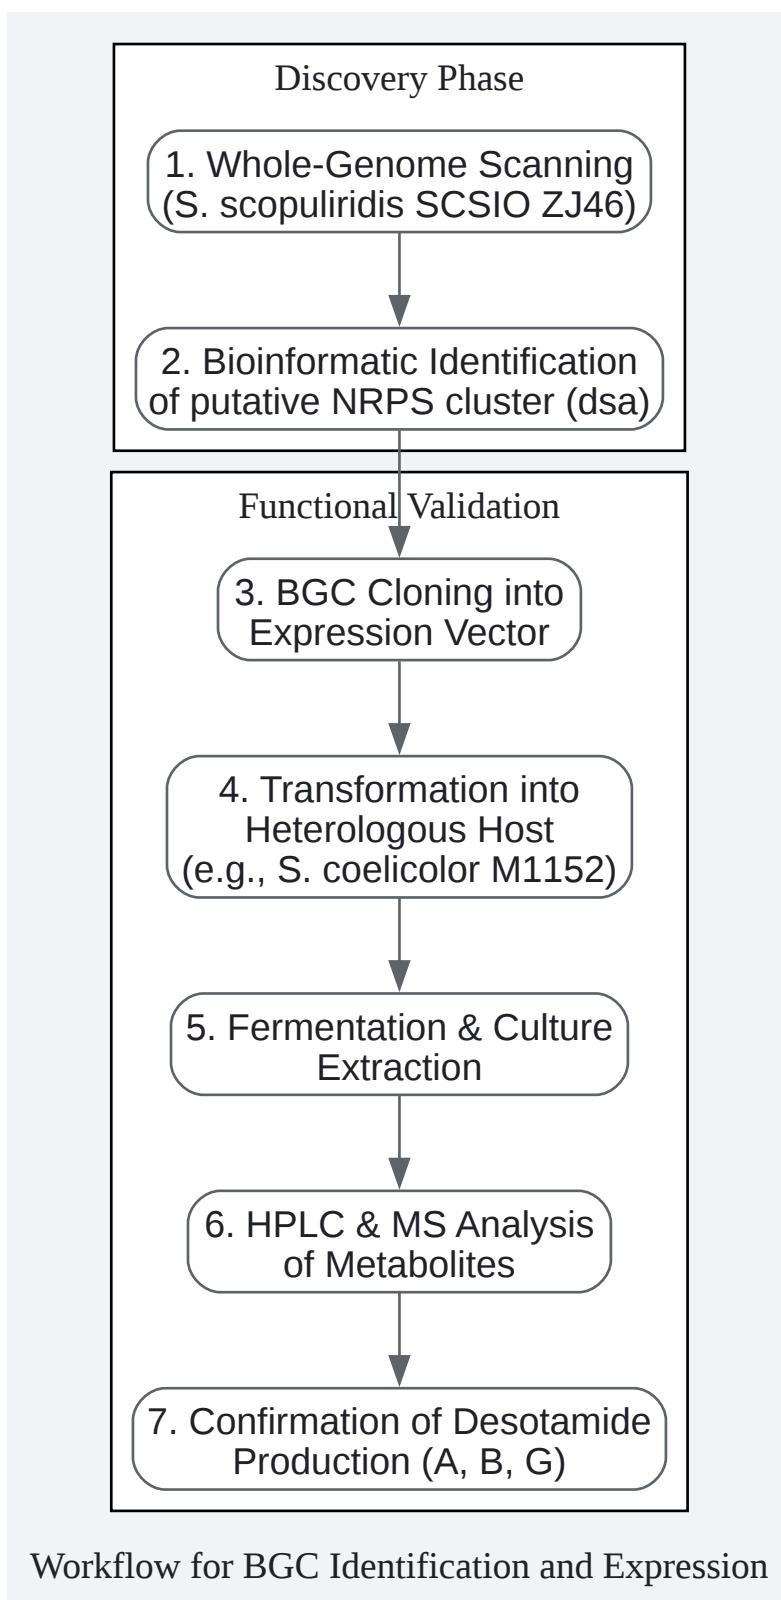 Discovery Phase
1. Whole-Genome Scanning
(S. scopuliridis SCSIO ZJ46)
2. Bioinformatic Identification
of putative NRPS cluster (dsa)
Functional Validation
3. BGC Cloning into
Expression Vector
4. Transformation into
Heterologous Host
(e.g., S. coelicolor M1152)
5. Fermentation & Culture
Extraction
6. HPLC & MS Analysis
of Metabolites
7. Confirmation of Desotamide
Production (A, B, G)
Workflow for BGC Identification and Expression